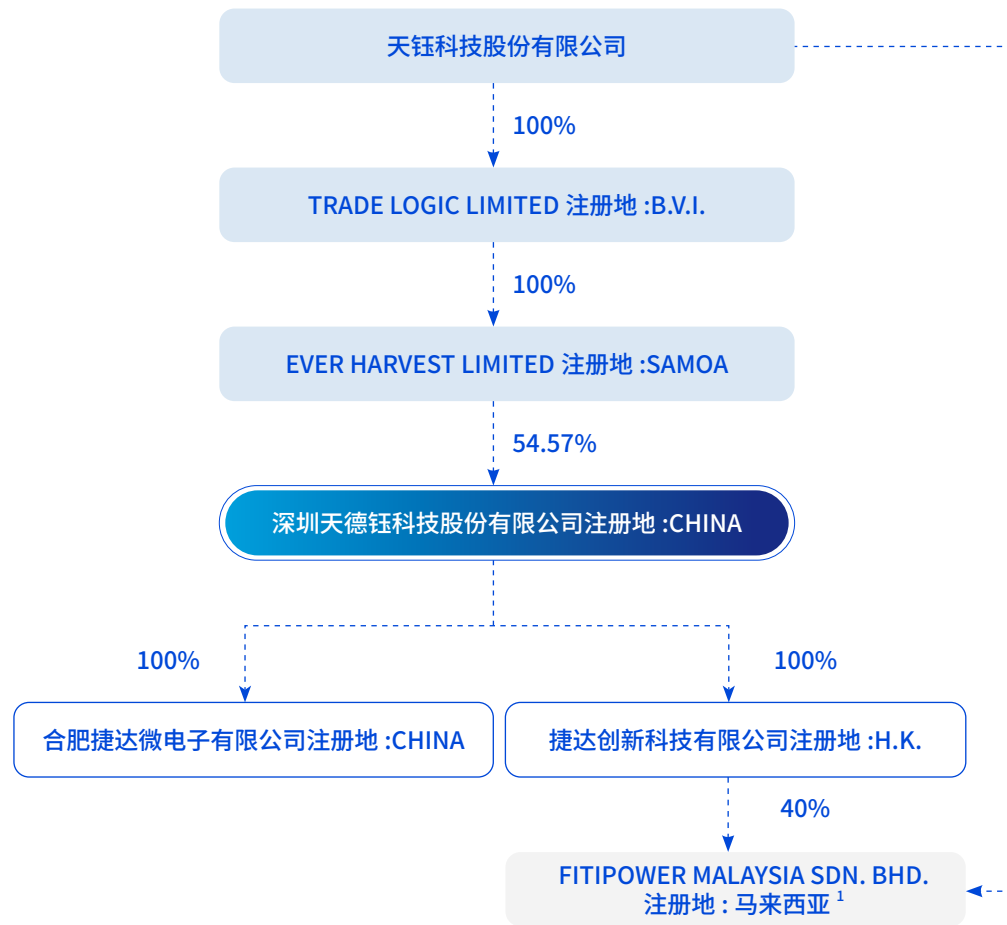 天钰科技股份有限公司
100%
TRADE LOGIC LIMITED 注册地 :B.V.I.
100%
EVER HARVEST LIMITED 注册地 :SAMOA
54.57%
深圳天德钰科技股份有限公司注册地 :CHINA
100%
100%
合肥捷达微电子有限公司注册地 :CHINA
捷达创新科技有限公司注册地 :H.K.
40%
FITIPOWER MALAYSIA SDN. BHD.
注册地 : 马来西亚 1